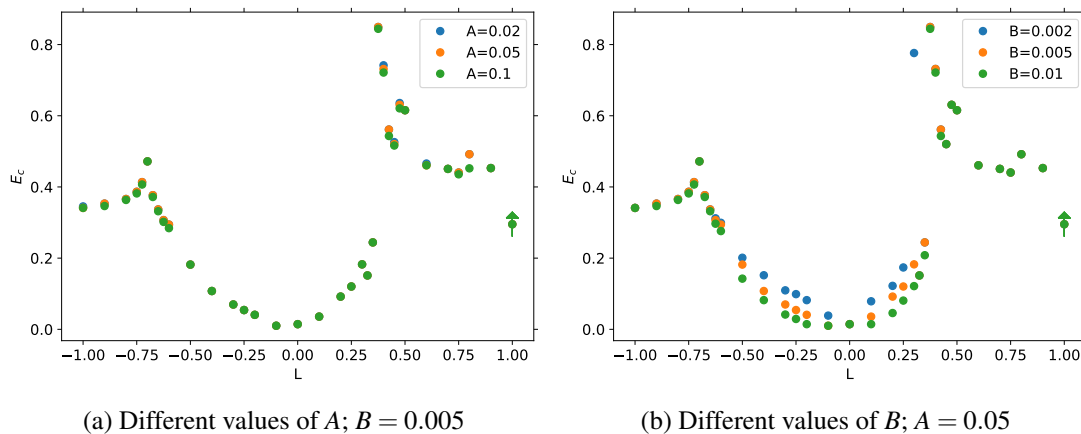 0.8
0.6
0.4
0.2
0.0
E_c
−1.00 −0.75 −0.50 −0.25 0.00 0.25 0.50 0.75 1.00
L
A=0.02
A=0.05
A=0.1
(a) Different values of A; B = 0.005
0.8
0.6
0.4
0.2
0.0
E_c
−1.00 −0.75 −0.50 −0.25 0.00 0.25 0.50 0.75 1.00
L
B=0.002
B=0.005
B=0.01
(b) Different values of B; A = 0.05